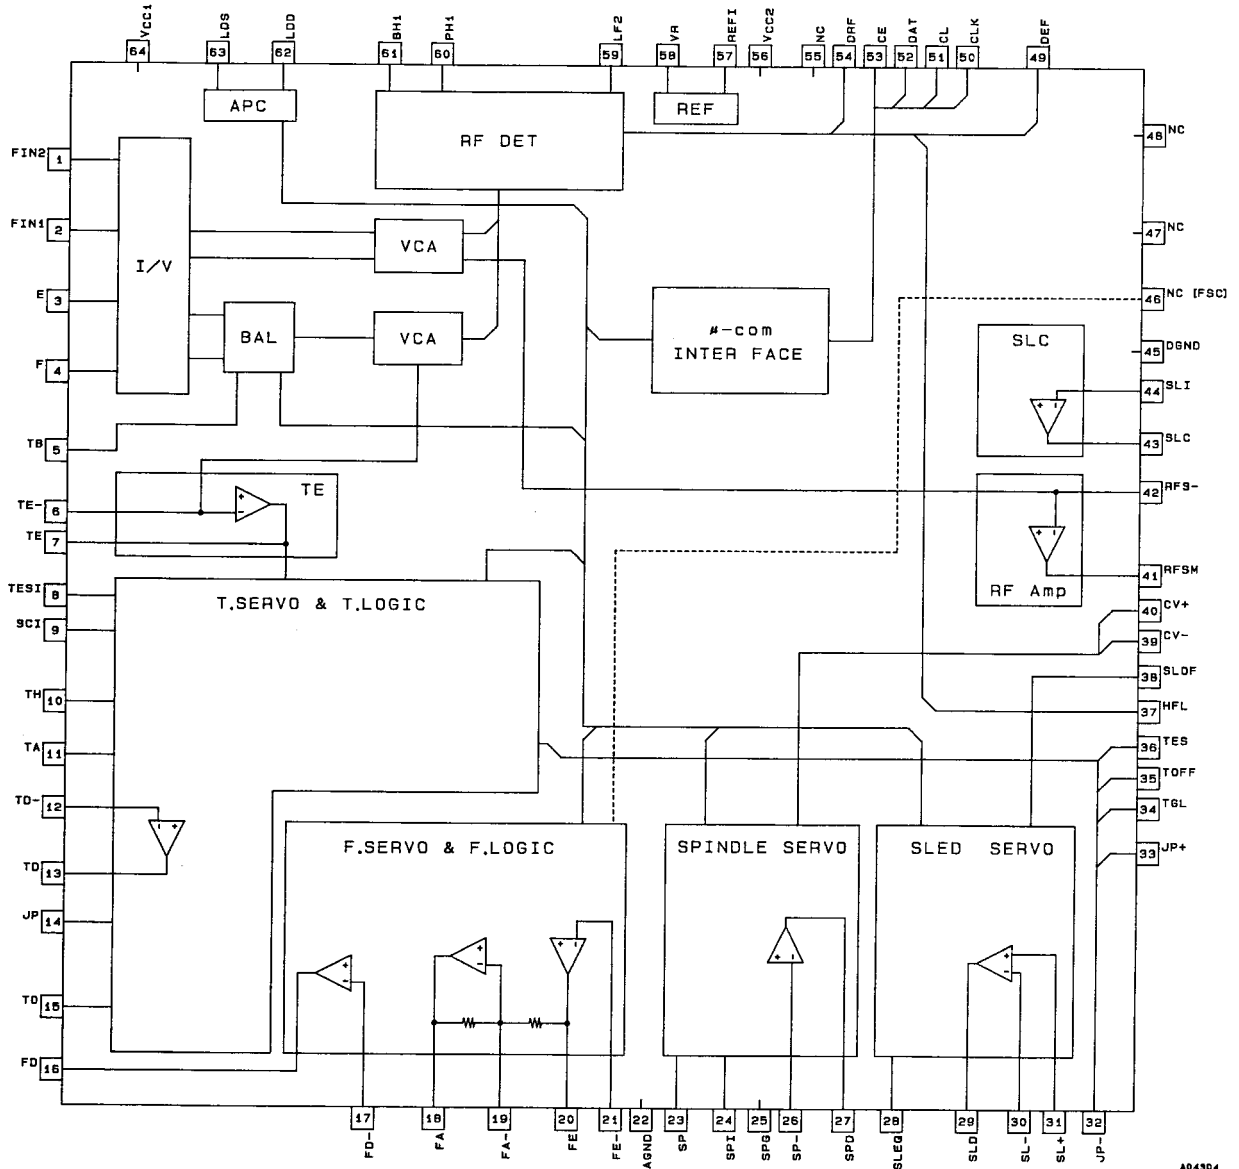 VCC1
LDS
LDD
BH1
PH1
LF2
VR
REFI
VCC2
NC
DRF
CE
DAT
CL
CLK
DEF
64
63
62
61
60
59
58
57
56
55
54
53
52
51
50
49
APC
RF DET
REF
FIN2 1
FIN1 2
E 3
F 4
TB 5
TE- 6
TE 7
TESI 8
SCI 9
TH 10
TA 11
TD- 12
TD 13
JP 14
TO 15
FD 16
I/V
VCA
BAL
VCA
μ-com
INTER FACE
SLC
+ -
TE
+
-
RF Amp
+ -
T.SERVO & T.LOGIC
- +
F.SERVO & F.LOGIC
+
-
+
-
+ -
SPINDLE SERVO
+ -
SLED SERVO
+
-
48 NC
47 NC
46 NC (FSC)
45 DGND
44 SLI
43 SLC
42 RFS-
41 RFSM
40 CV+
39 CV-
38 SLOF
37 HFL
36 TES
35 TOFF
34 TGL
33 JP+
17
18
19
20
21
22
23
24
25
26
27
28
29
30
31
32
FD-
FA
FA-
FE
FE-
AGND
SP
SPI
SPG
SP-
SPD
SLEQ
SLD
SL-
SL+
JP-
A04304